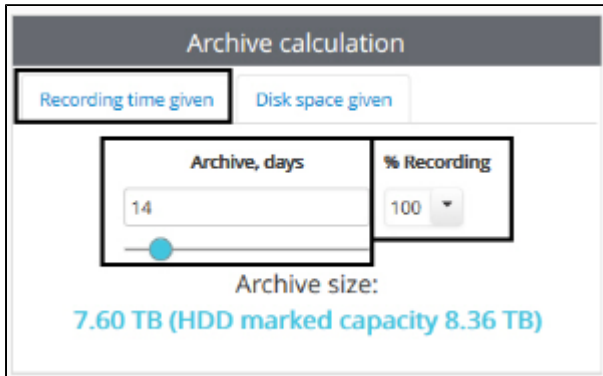 Archive calculation
Recording time given Disk space given
Archive, days % Recording
14 100
Archive size:
7.60 TB (HDD marked capacity 8.36 TB)